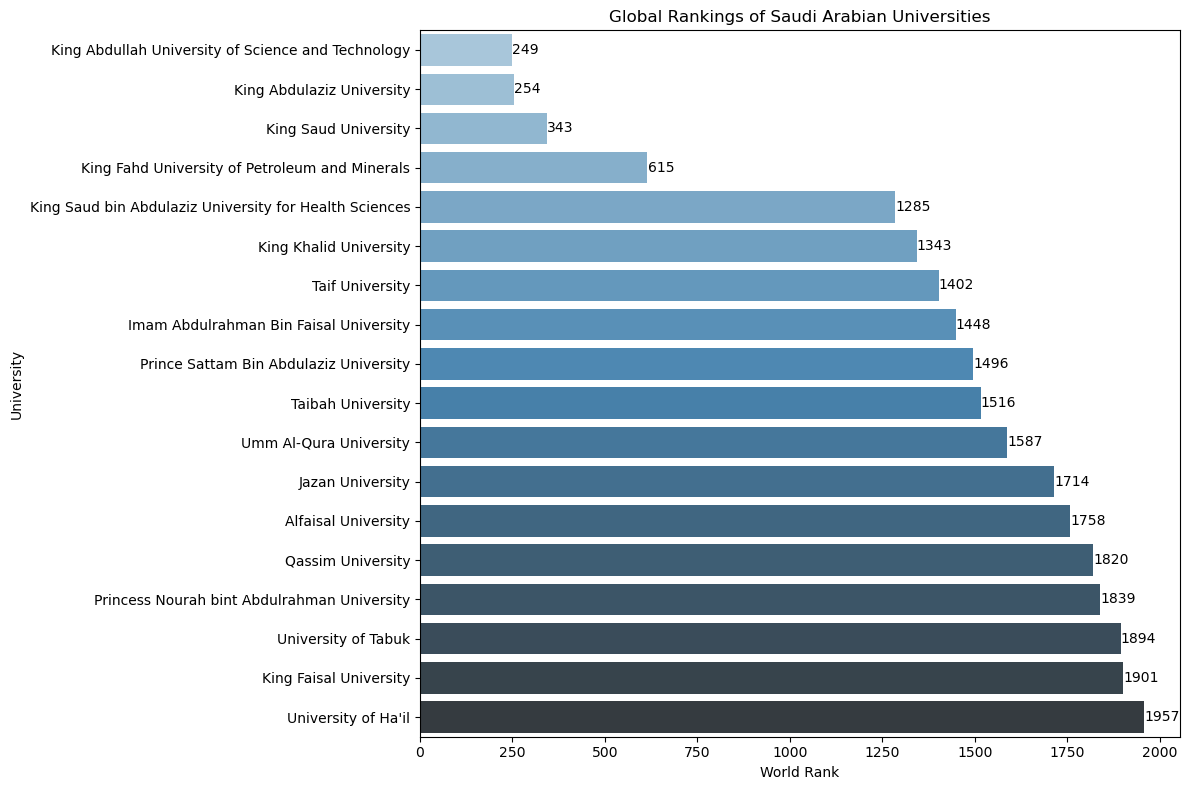 Global Rankings of Saudi Arabian Universities
University
King Abdullah University of Science and Technology 249
King Abdulaziz University 254
King Saud University 343
King Fahd University of Petroleum and Minerals 615
King Saud bin Abdulaziz University for Health Sciences 1285
King Khalid University 1343
Taif University 1402
Imam Abdulrahman Bin Faisal University 1448
Prince Sattam Bin Abdulaziz University 1496
Taibah University 1516
Umm Al-Qura University 1587
Jazan University 1714
Alfaisal University 1758
Qassim University 1820
Princess Nourah bint Abdulrahman University 1839
University of Tabuk 1894
King Faisal University 1901
University of Ha'il 1957
0 250 500 750 1000 1250 1500 1750 2000
World Rank